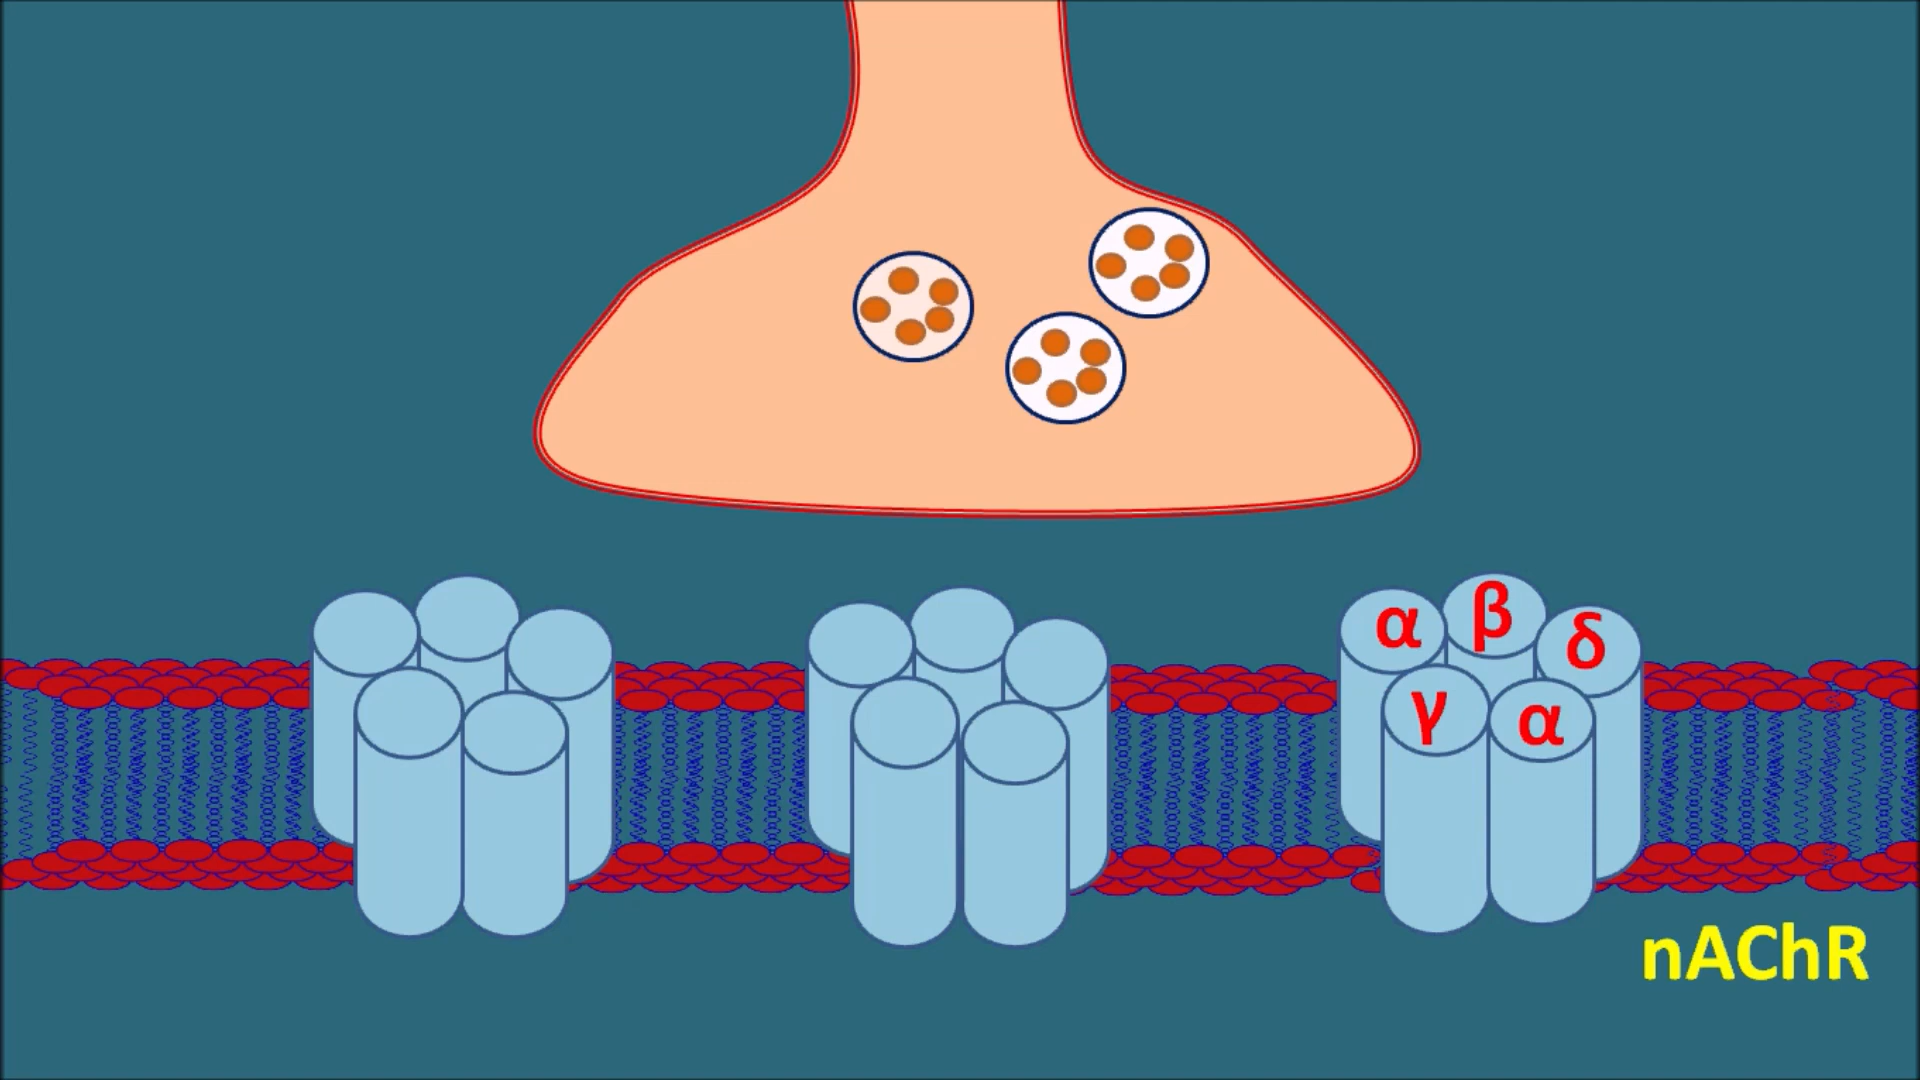 α β δ
γ α
nAChR